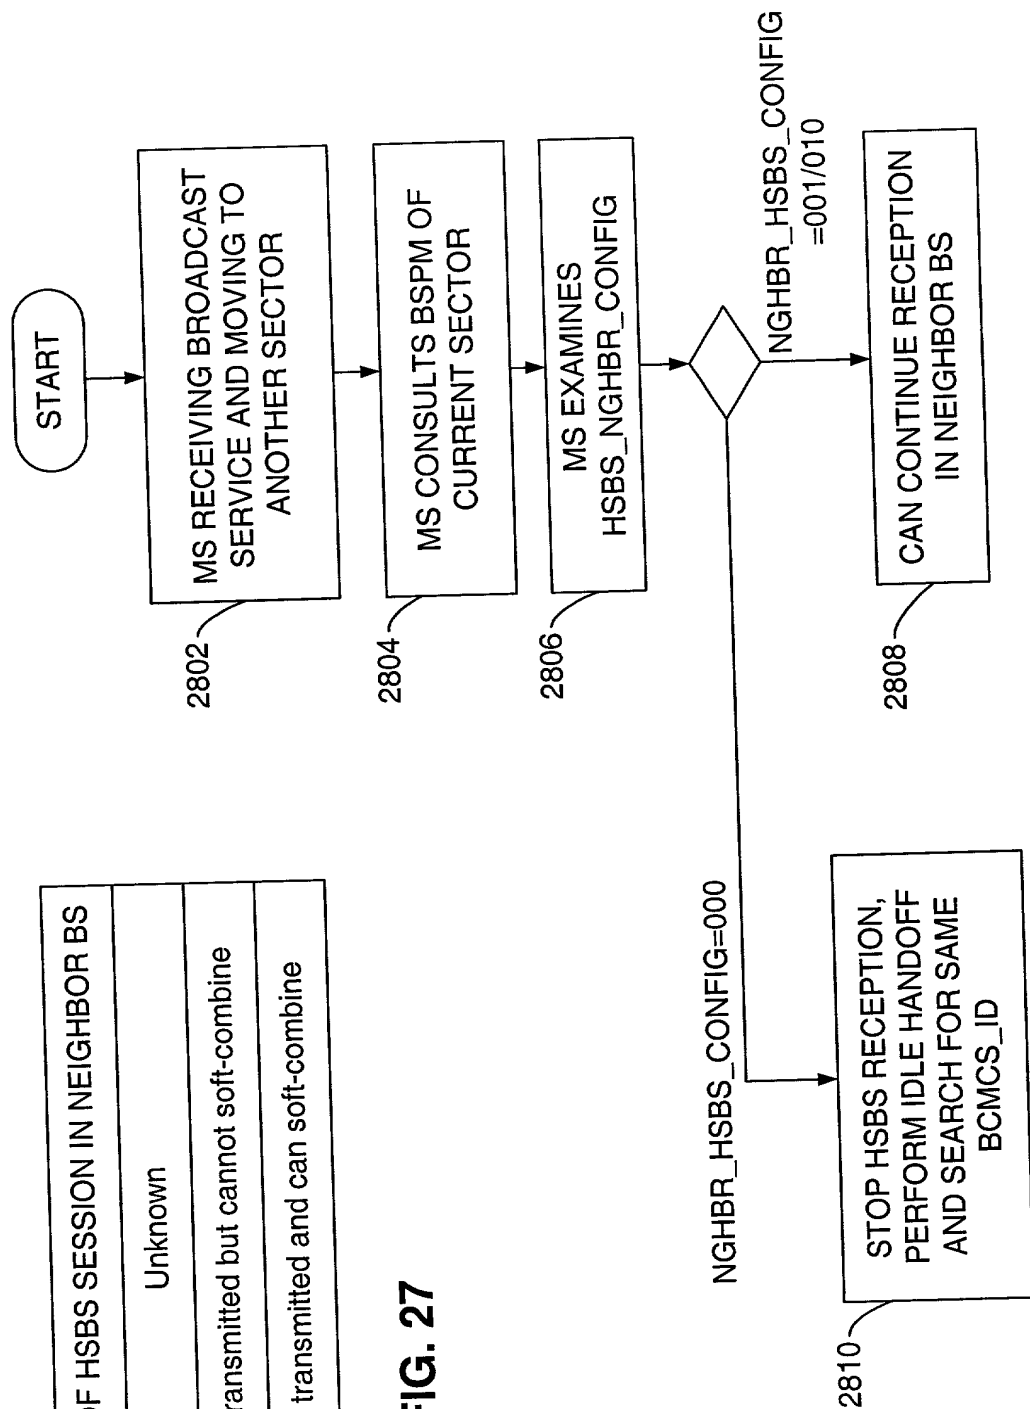 OF HSBS SESSION IN NEIGHBOR BS
Unknown
transmitted but cannot soft-combine
transmitted and can soft-combine
FIG. 27
START
MS RECEIVING BROADCAST
SERVICE AND MOVING TO
ANOTHER SECTOR
2802
MS CONSULTS BSPM OF
CURRENT SECTOR
2804
MS EXAMINES
HSBS_NGHBR_CONFIG
2806
NGHBR_HSBS_CONFIG
=001/010
CAN CONTINUE RECEPTION
IN NEIGHBOR BS
2808
NGHBR_HSBS_CONFIG=000
STOP HSBS RECEPTION,
PERFORM IDLE HANDOFF
AND SEARCH FOR SAME
BCMCS_ID
2810